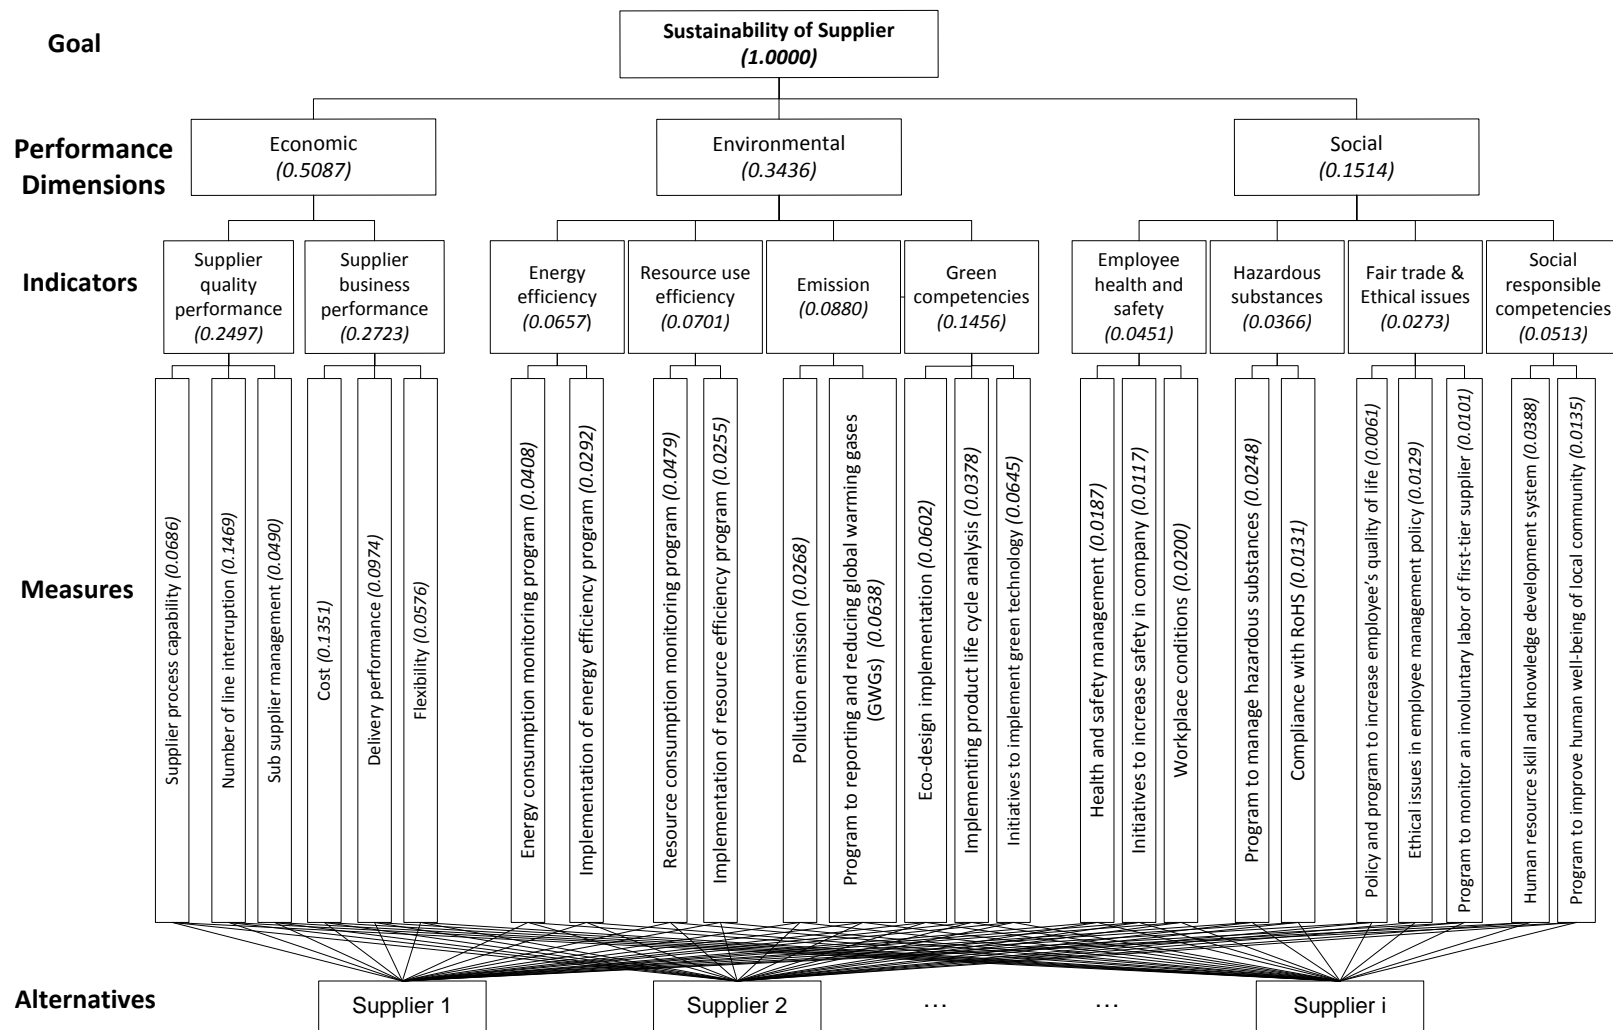 Goal
Sustainability of Supplier
(1.0000)
Performance
Dimensions
Economic
(0.5087)
Environmental
(0.3436)
Social
(0.1514)
Indicators
Supplier
quality
performance
(0.2497)
Supplier
business
performance
(0.2723)
Energy
efficiency
(0.0657)
Resource use
efficiency
(0.0701)
Emission
(0.0880)
Green
competencies
(0.1456)
Employee
health and
safety
(0.0451)
Hazardous
substances
(0.0366)
Fair trade &
Ethical issues
(0.0273)
Social
responsible
competencies
(0.0513)
Measures
Supplier process capability (0.0686)
Number of line interruption (0.1469)
Sub supplier management (0.0490)
Cost (0.1351)
Delivery performance (0.0974)
Flexibility (0.0576)
Energy consumption monitoring program (0.0408)
Implementation of energy efficiency program (0.0292)
Resource consumption monitoring program (0.0479)
Implementation of resource efficiency program (0.0255)
Pollution emission (0.0268)
Program to reporting and reducing global warming gases
(GWGs) (0.0638)
Eco-design implementation (0.0602)
Implementing product life cycle analysis (0.0378)
Initiatives to implement green technology (0.0645)
Health and safety management (0.0187)
Initiatives to increase safety in company (0.0117)
Workplace conditions (0.0200)
Program to manage hazardous substances (0.0248)
Compliance with RoHS (0.0131)
Policy and program to increase employee’s quality of life (0.0061)
Ethical issues in employee management policy (0.0129)
Program to monitor an involuntary labor of first-tier supplier (0.0101)
Human resource skill and knowledge development system (0.0388)
Program to improve human well-being of local community (0.0135)
Alternatives
Supplier 1
Supplier 2
...
...
Supplier i